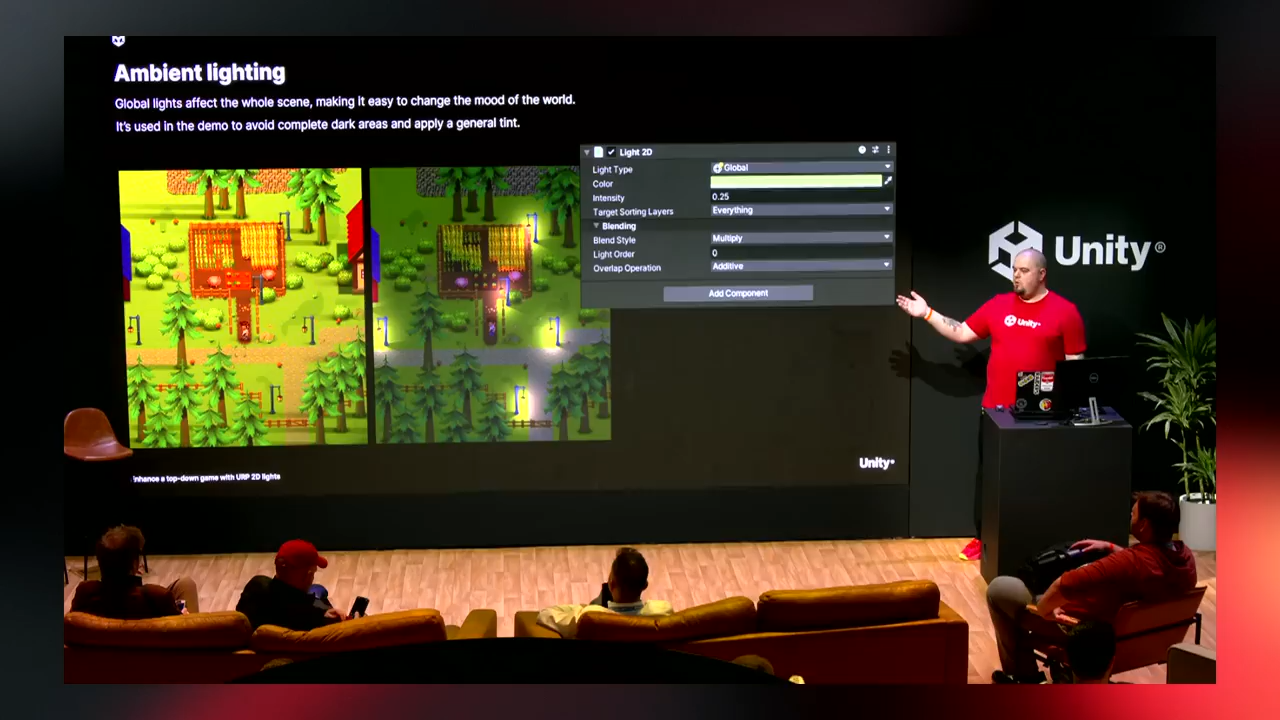 Ambient lighting
Global lights affect the whole scene, making it easy to change the mood of the world.
It's used in the demo to avoid complete dark areas and apply a general tint.
Light 2D
Light Type Global
Color
Intensity 0.25
Target Sorting Layers Everything
Blending
Blend Style Multiply
Light Order 0
Overlap Operation Additive
Add Component
Unity®
Unity
Unity
Enhance a top-down game with URP 2D lights